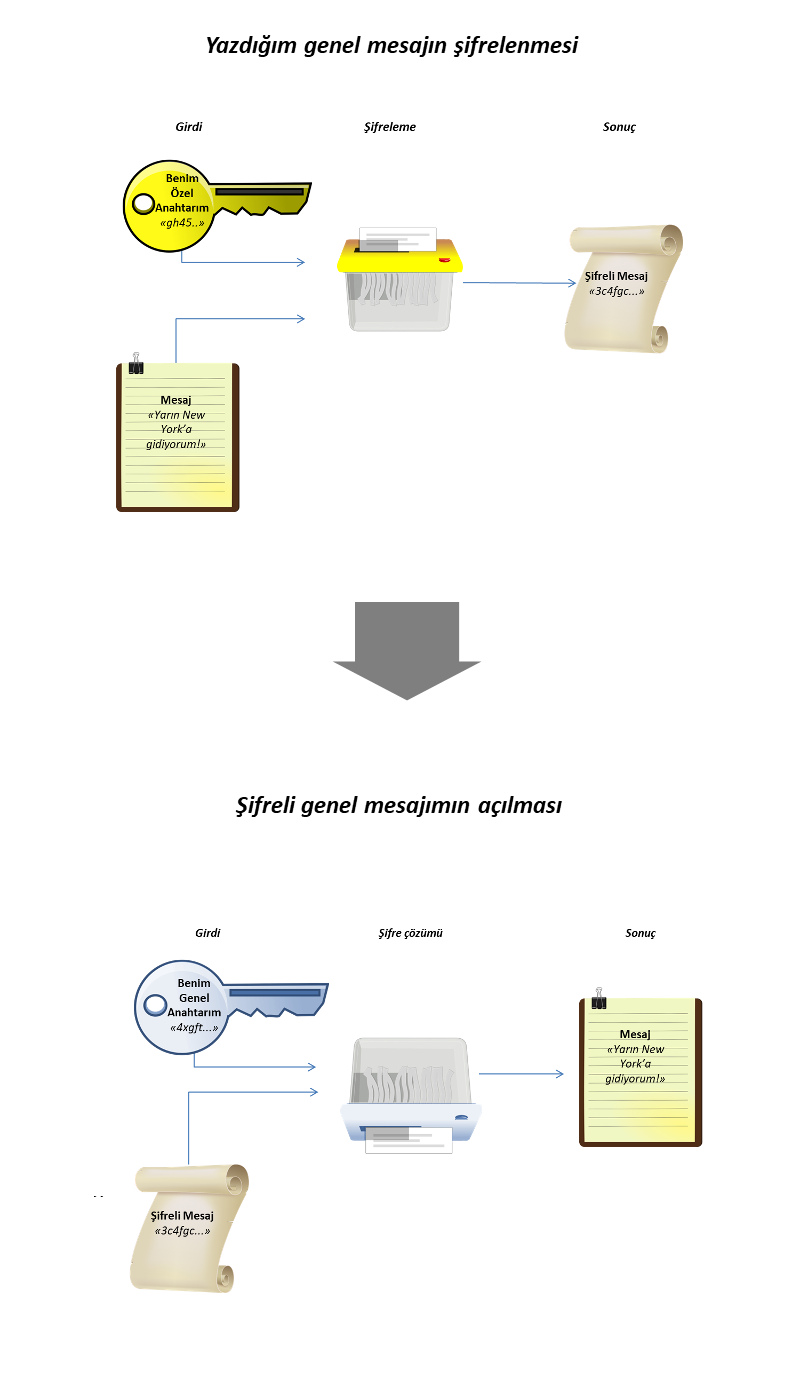 Yazdığım genel mesajın şifrelenmesi
Girdi
Şifreleme
Sonuç
Benim
Özel
Anahtarım
«gh45..»
Şifreli Mesaj
«3c4fgc...»
Mesaj
«Yarın New
York’a
gidiyorum!»
Şifreli genel mesajımın açılması
Girdi
Şifre çözümü
Sonuç
Benim
Genel
Anahtarım
«4xgft...»
Mesaj
«Yarın New
York’a
gidiyorum!»
Şifreli Mesaj
«3c4fgc...»